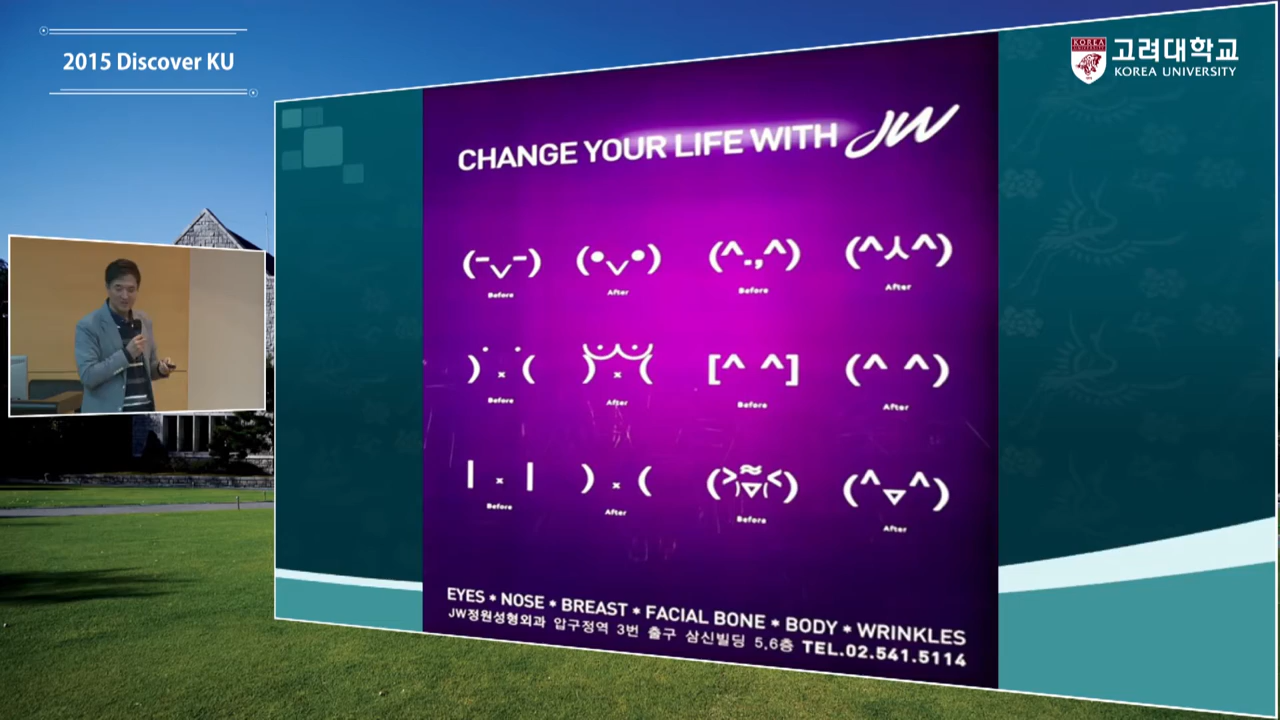 2015 Discover KU
KOREA UNIVERSITY
고려대학교
KOREA UNIVERSITY
CHANGE YOUR LIFE WITH JW
Before
After
Before
After
Before
After
Before
After
Before
After
Before
After
EYES * NOSE * BREAST * FACIAL BONE * BODY * WRINKLES
JW정원성형외과 압구정역 3번 출구 삼신빌딩 5,6층 TEL.02.541.5114